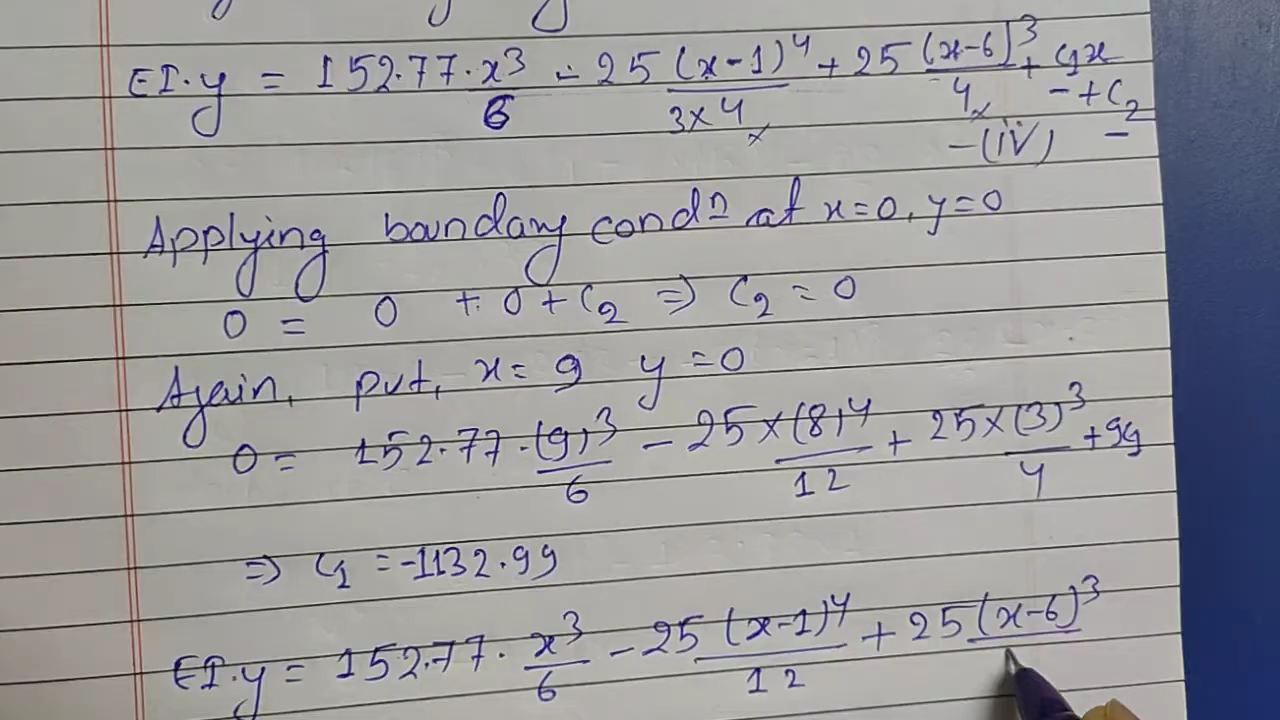 EI.y = 152.77.x³/6 - 25(x-1)⁴/3x4 + 25(x-6)³/4 + C₁x + C₂
-(iv)
Applying boundary condn at x=0, y=0
0 = 0 + 0 + C₂ ⇒ C₂ = 0
Again, put, x = 9 y = 0
0 = 152.77.(9)³/6 - 25×(8)⁴/12 + 25×(3)³/4 + 9C₁
⇒ C₁ = -1132.99
EI.y = 152.77.x³/6 - 25(x-1)⁴/12 + 25(x-6)³